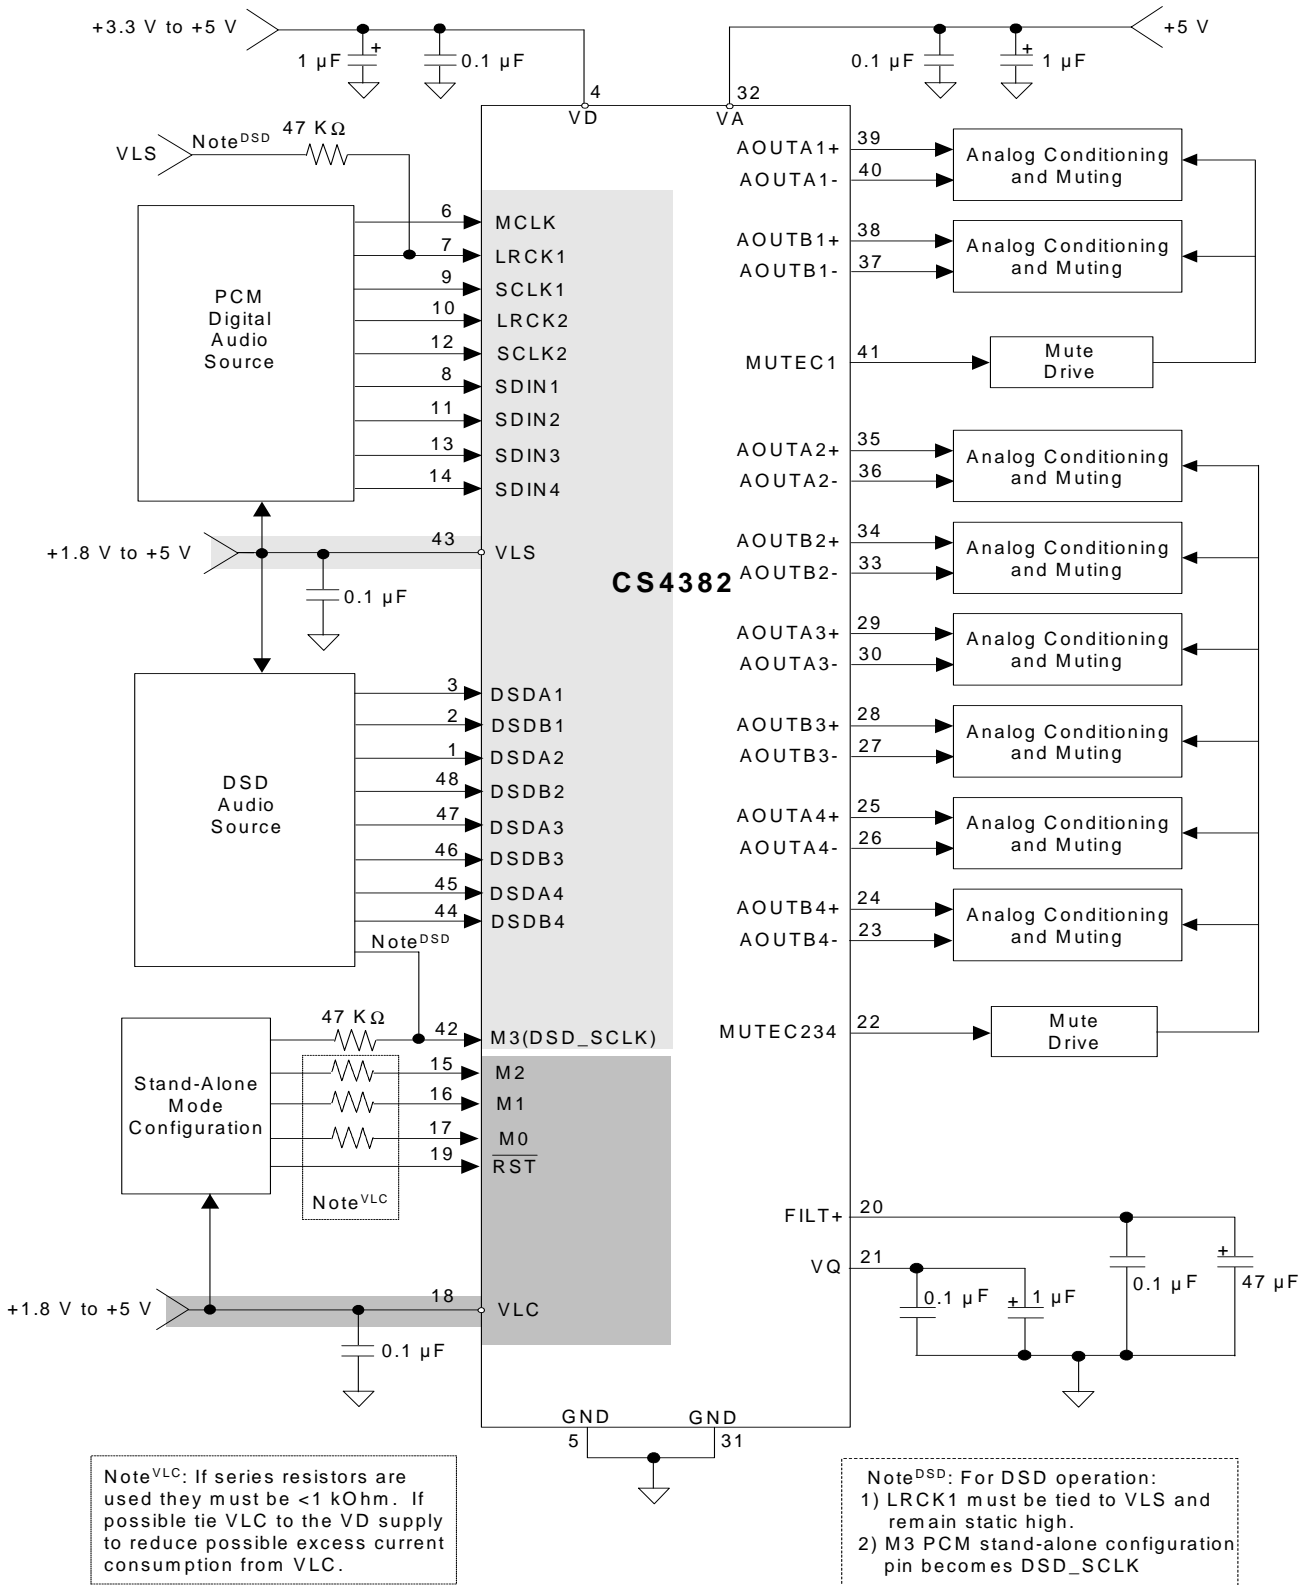 +3.3 V to +5 V
1 µF
+
0.1 µF
0.1 µF
+
1 µF
+5 V
4
VD
32
VA
VLS
Note^DSD
47 KΩ
PCM
Digital
Audio
Source
6
MCLK
7
LRCK1
9
SCLK1
10
LRCK2
12
SCLK2
8
SDIN1
11
SDIN2
13
SDIN3
14
SDIN4
+1.8 V to +5 V
43
VLS
0.1 µF
CS4382
DSD
Audio
Source
3
DSDA1
2
DSDB1
1
DSDA2
48
DSDB2
47
DSDA3
46
DSDB3
45
DSDA4
44
DSDB4
Note^DSD
Stand-Alone
Mode
Configuration
47 KΩ
42
M3(DSD_SCLK)
15
M2
16
M1
17
M0
19
RST
Note^VLC
+1.8 V to +5 V
18
VLC
0.1 µF
AOUTA1+
39
AOUTA1-
40
Analog Conditioning
and Muting
AOUTB1+
38
AOUTB1-
37
Analog Conditioning
and Muting
MUTEC1
41
Mute
Drive
AOUTA2+
35
AOUTA2-
36
Analog Conditioning
and Muting
AOUTB2+
34
AOUTB2-
33
Analog Conditioning
and Muting
AOUTA3+
29
AOUTA3-
30
Analog Conditioning
and Muting
AOUTB3+
28
AOUTB3-
27
Analog Conditioning
and Muting
AOUTA4+
25
AOUTA4-
26
Analog Conditioning
and Muting
AOUTB4+
24
AOUTB4-
23
Analog Conditioning
and Muting
MUTEC234
22
Mute
Drive
FILT+
20
VQ
21
0.1 µF
+
1 µF
0.1 µF
+
47 µF
GND
5
GND
31
Note^VLC: If series resistors are
used they must be <1 kOhm. If
possible tie VLC to the VD supply
to reduce possible excess current
consumption from VLC.
Note^DSD: For DSD operation:
1) LRCK1 must be tied to VLS and
remain static high.
2) M3 PCM stand-alone configuration
pin becomes DSD_SCLK